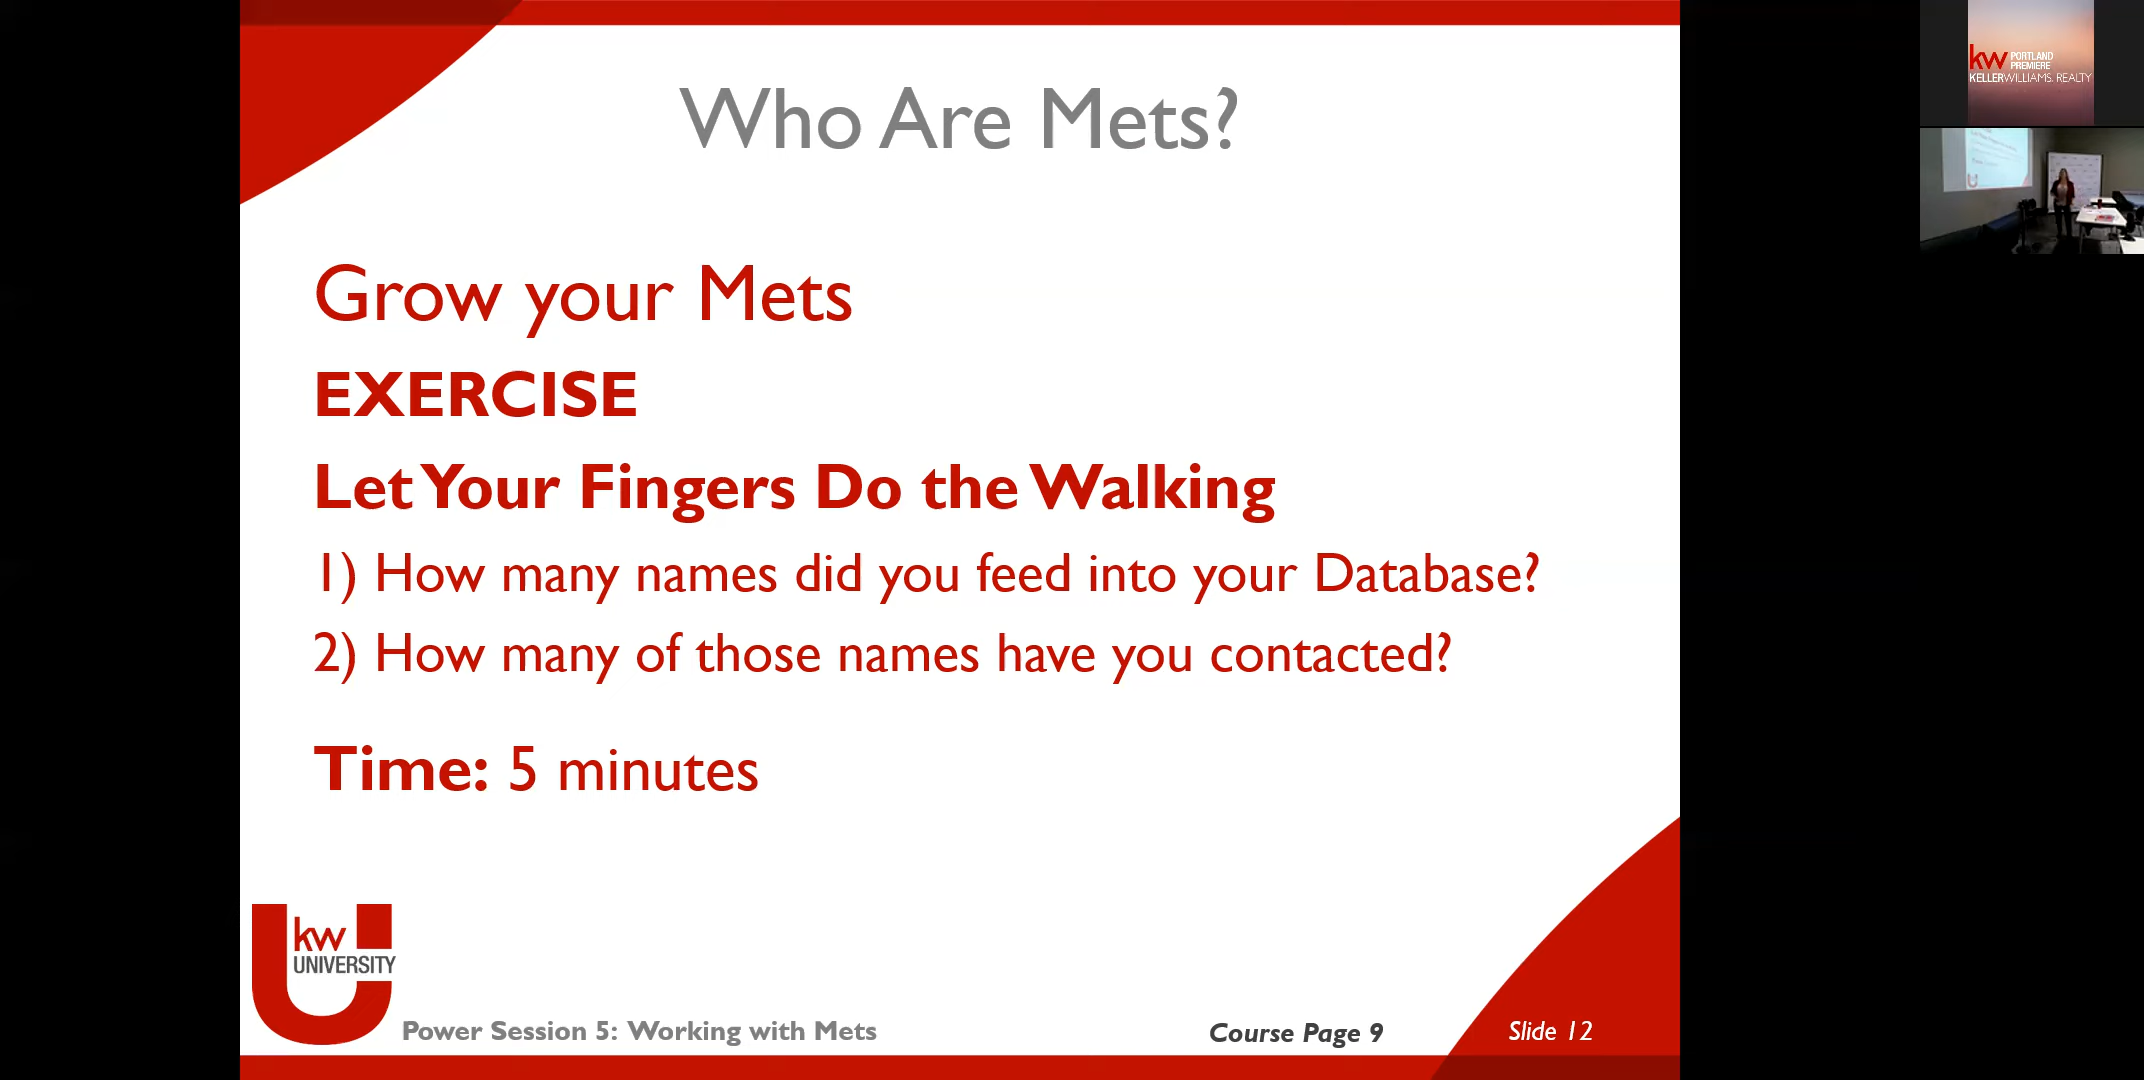 Who Are Mets?
Grow your Mets
EXERCISE
Let Your Fingers Do the Walking
1) How many names did you feed into your Database?
2) How many of those names have you contacted?
Time: 5 minutes
kw
UNIVERSITY
Power Session 5: Working with Mets
Course Page 9
Slide 12
kw PORTLAND
PREMIERE
KELLERWILLIAMS. REALTY